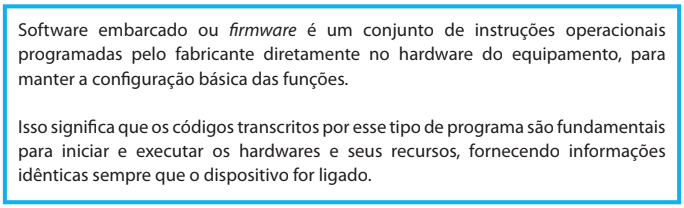 Software embarcado ou firmware é um conjunto de instruções operacionais
programadas pelo fabricante diretamente no hardware do equipamento, para
manter a configuração básica das funções.
Isso significa que os códigos transcritos por esse tipo de programa são fundamentais
para iniciar e executar os hardwares e seus recursos, fornecendo informações
idênticas sempre que o dispositivo for ligado.